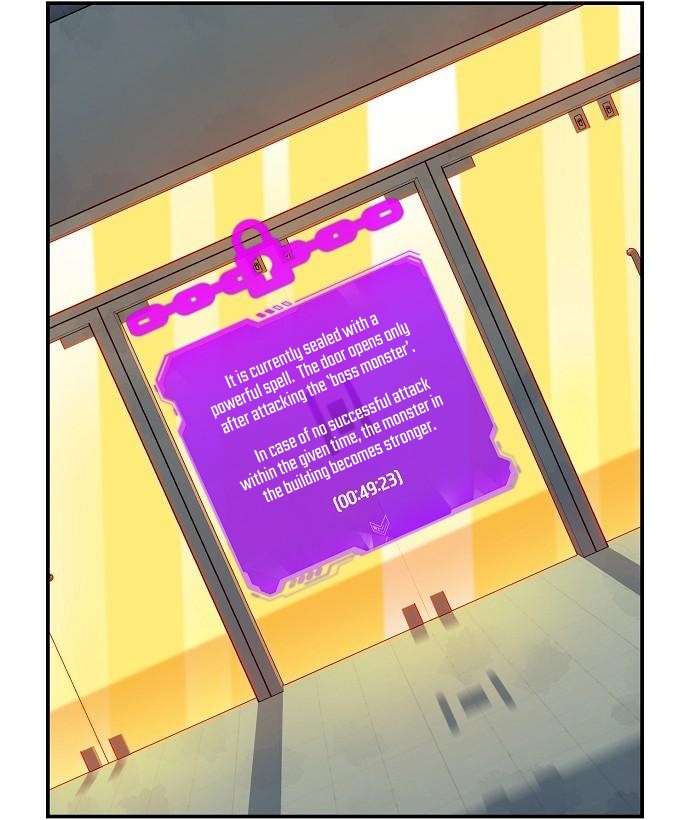 It is currently sealed with a
powerful spell. The door opens only
after attacking the 'boss monster'.
In case of no successful attack
within the given time, the monster in
the building becomes stronger.
(00:49:23)